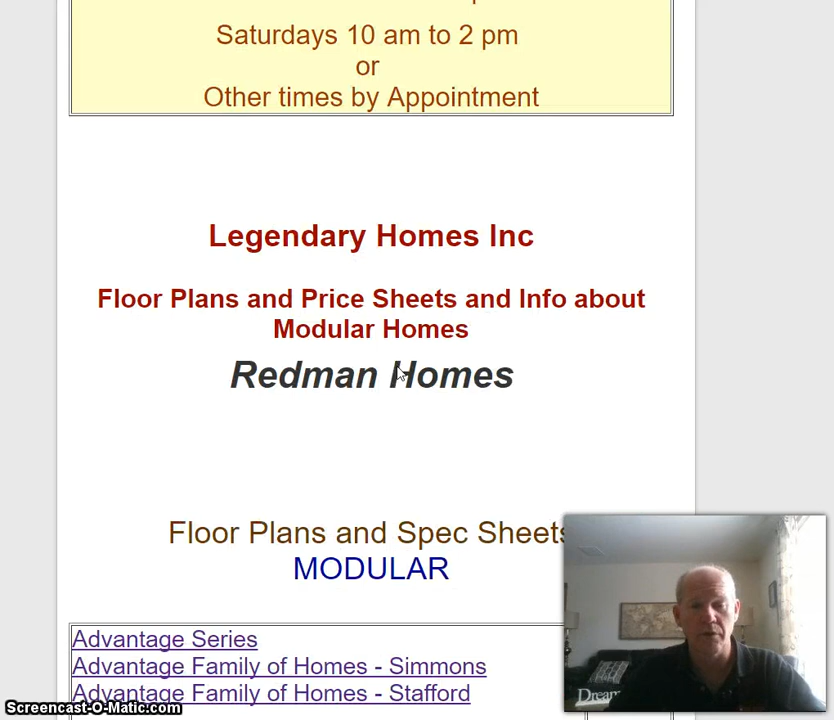 Saturdays 10 am to 2 pm
or
Other times by Appointment
Legendary Homes Inc
Floor Plans and Price Sheets and Info about
Modular Homes
Redman Homes
Floor Plans and Spec Sheets
MODULAR
Advantage Series
Advantage Family of Homes - Simmons
Advantage Family of Homes - Stafford
Dream
Screencast-O-Matic.com